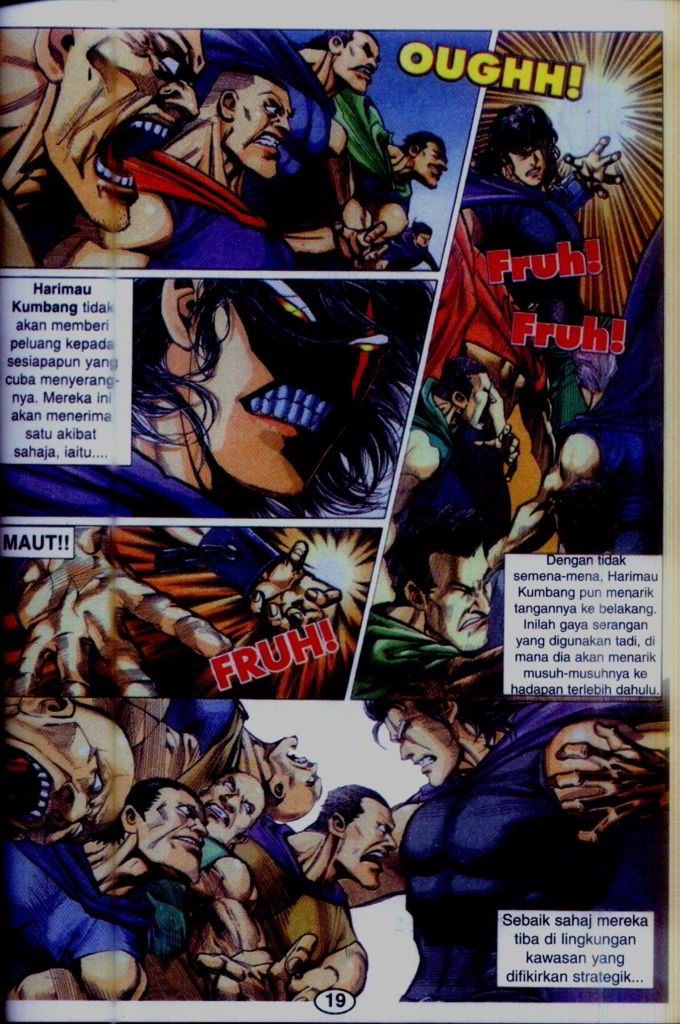 OUGHH!
Fruh!
Fruh!
Harimau
Kumbang tidak
akan memberi
peluang kepada
sesiapapun yang
cuba menyerang-
nya. Mereka ini
akan menerima
satu akibat
sahaja, iaitu....
MAUT!!
FRUH!
Dengan tidak
semena-mena, Harimau
Kumbang pun menarik
tangannya ke belakang.
Inilah gaya serangan
yang digunakan tadi, di
mana dia akan menarik
musuh-musuhnya ke
hadapan terlebih dahulu.
Sebaik sahaj mereka
tiba di lingkungan
kawasan yang
difikirkan strategik...
19